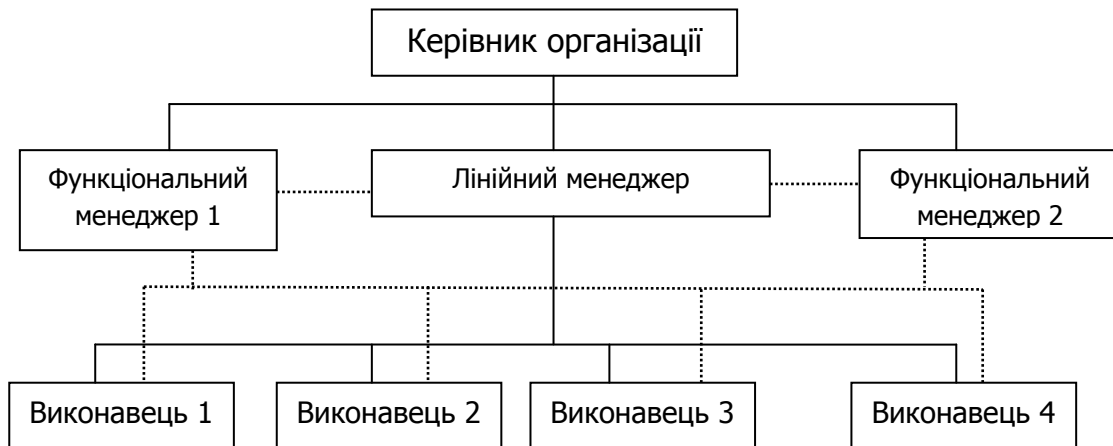 Керівник організації
Функціональний
менеджер 1
Лінійний менеджер
Функціональний
менеджер 2
Виконавець 1
Виконавець 2
Виконавець 3
Виконавець 4